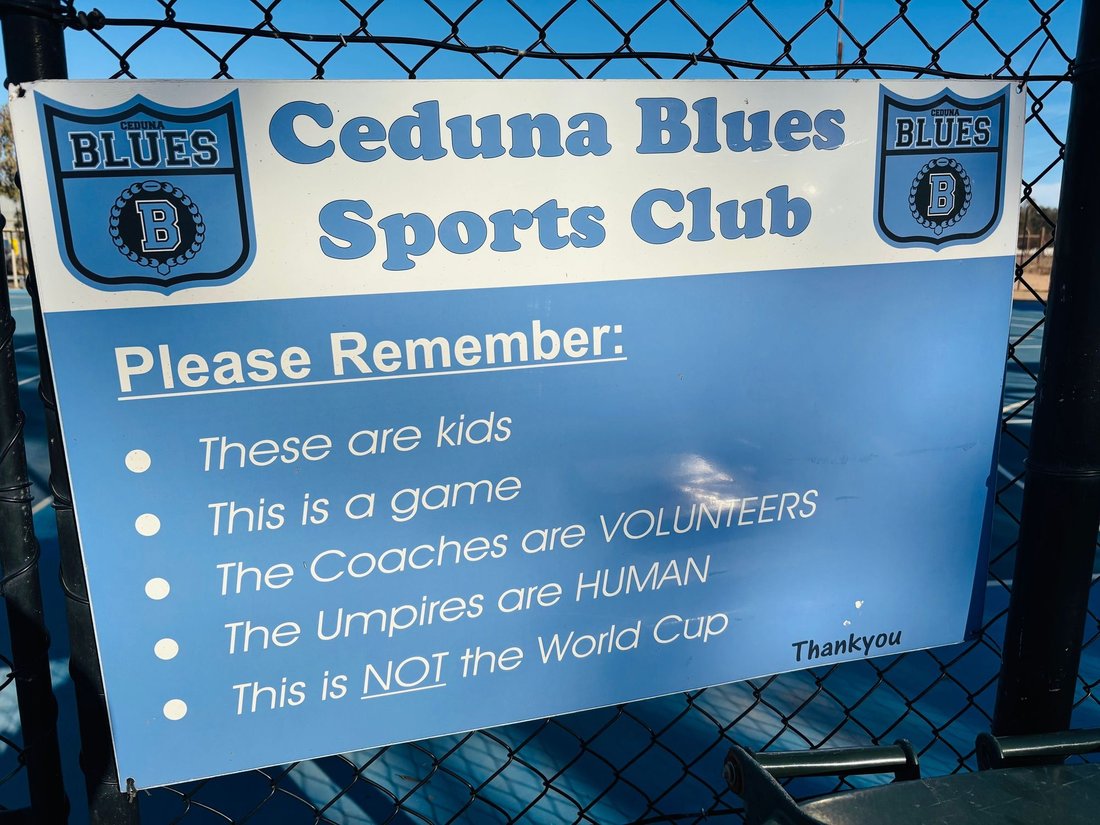 CEDUNA
BLUES
B
Ceduna Blues
Sports Club
CEDUNA
BLUES
B
Please Remember:
These are kids
This is a game
The Coaches are VOLUNTEERS
The Umpires are HUMAN
This is NOT the World Cup
Thankyou